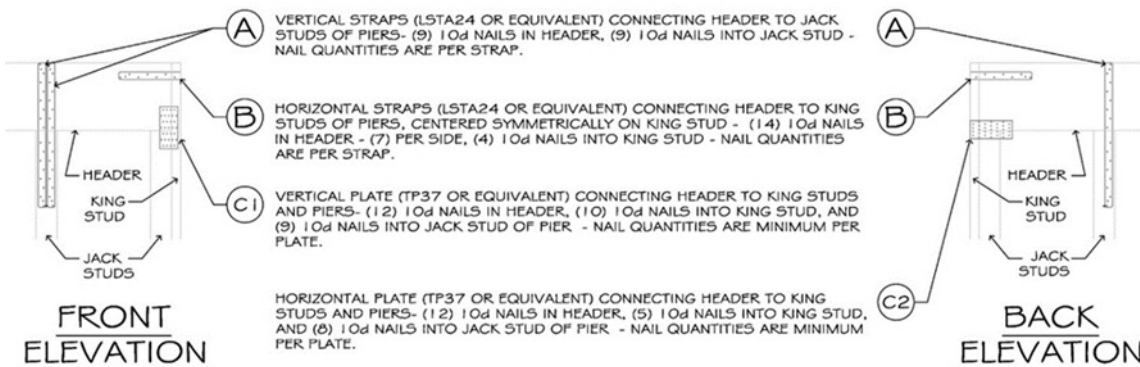 A
VERTICAL STRAPS (LSTA24 OR EQUIVALENT) CONNECTING HEADER TO JACK
STUDS OF PIERS- (9) 10d NAILS IN HEADER, (9) 10d NAILS INTO JACK STUD -
NAIL QUANTITIES ARE PER STRAP.
A
B
HORIZONTAL STRAPS (LSTA24 OR EQUIVALENT) CONNECTING HEADER TO KING
STUDS OF PIERS, CENTERED SYMMETRICALLY ON KING STUD - (14) 10d NAILS
IN HEADER - (7) PER SIDE, (4) 10d NAILS INTO KING STUD - NAIL QUANTITIES
ARE PER STRAP.
B
HEADER
KING
STUD
C1
VERTICAL PLATE (TP37 OR EQUIVALENT) CONNECTING HEADER TO KING STUDS
AND PIERS- (12) 10d NAILS IN HEADER, (10) 10d NAILS INTO KING STUD, AND
(9) 10d NAILS INTO JACK STUD OF PIER - NAIL QUANTITIES ARE MINIMUM PER
PLATE.
HEADER
KING
STUD
JACK
STUDS
JACK
STUDS
HORIZONTAL PLATE (TP37 OR EQUIVALENT) CONNECTING HEADER TO KING
STUDS AND PIERS- (12) 10d NAILS IN HEADER, (5) 10d NAILS INTO KING STUD,
AND (8) 10d NAILS INTO JACK STUD OF PIER - NAIL QUANTITIES ARE MINIMUM
PER PLATE.
C2
FRONT
ELEVATION
BACK
ELEVATION